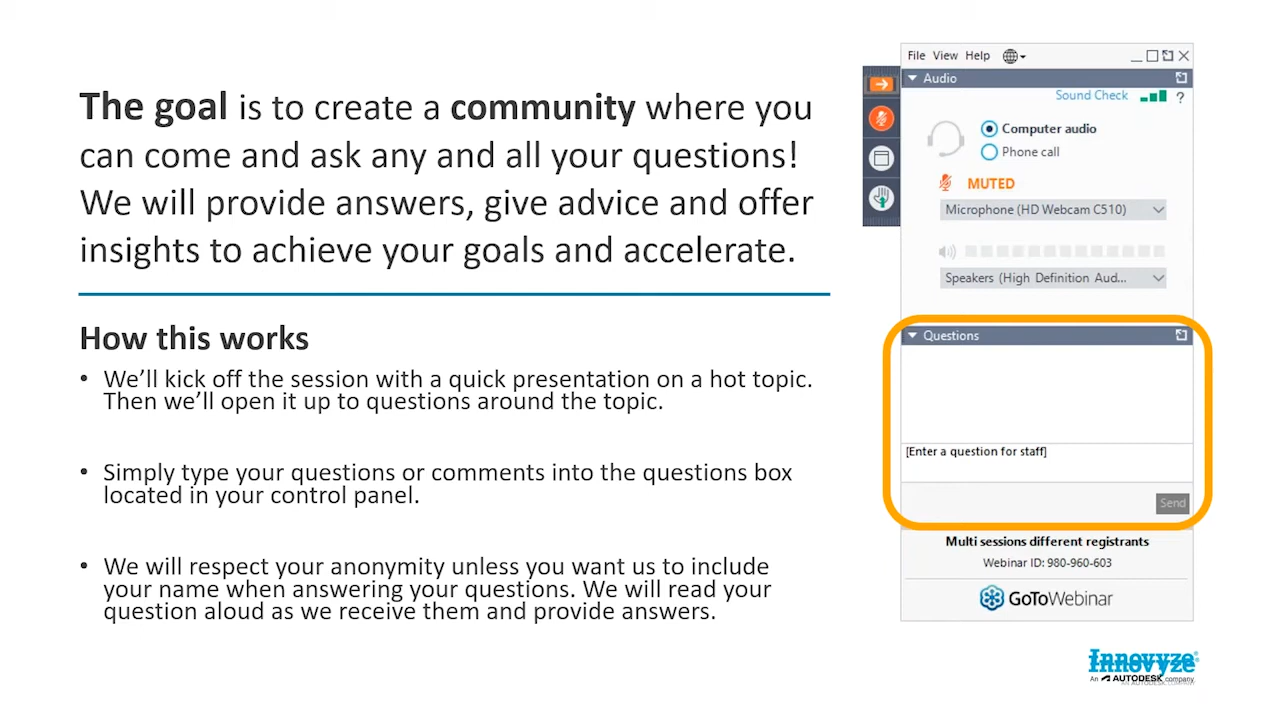 The goal is to create a community where you
can come and ask any and all your questions!
We will provide answers, give advice and offer
insights to achieve your goals and accelerate.
How this works
• We’ll kick off the session with a quick presentation on a hot topic.
Then we’ll open it up to questions around the topic.
• Simply type your questions or comments into the questions box
located in your control panel.
• We will respect your anonymity unless you want us to include
your name when answering your questions. We will read your
question aloud as we receive them and provide answers.
File View Help
Audio
Sound Check ?
Computer audio
Phone call
MUTED
Microphone (HD Webcam C510)
Speakers (High Definition Aud...
Questions
[Enter a question for staff]
Send
Multi sessions different registrants
Webinar ID: 980-960-603
GoToWebinar
Innovyze®
An AUTODESK company